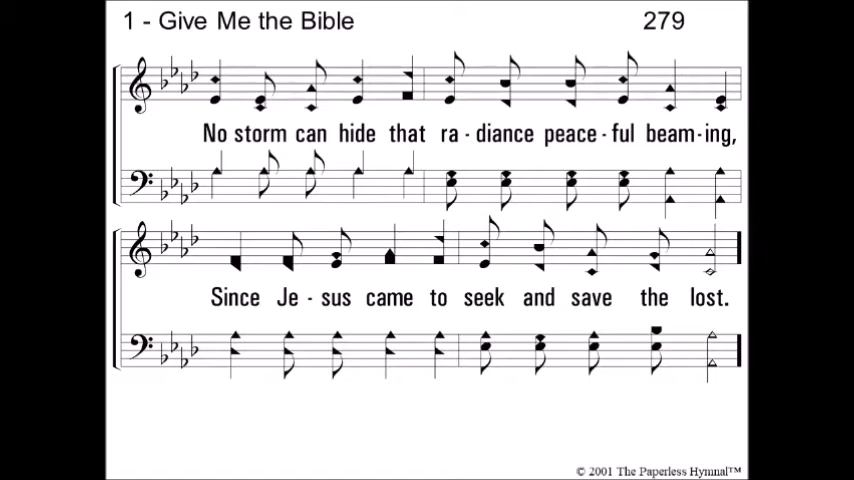 1 - Give Me the Bible 279
No storm can hide that ra - diance peace - ful beam - ing,
Since Je - sus came to seek and save the lost.
© 2001 The Paperless Hymnal™